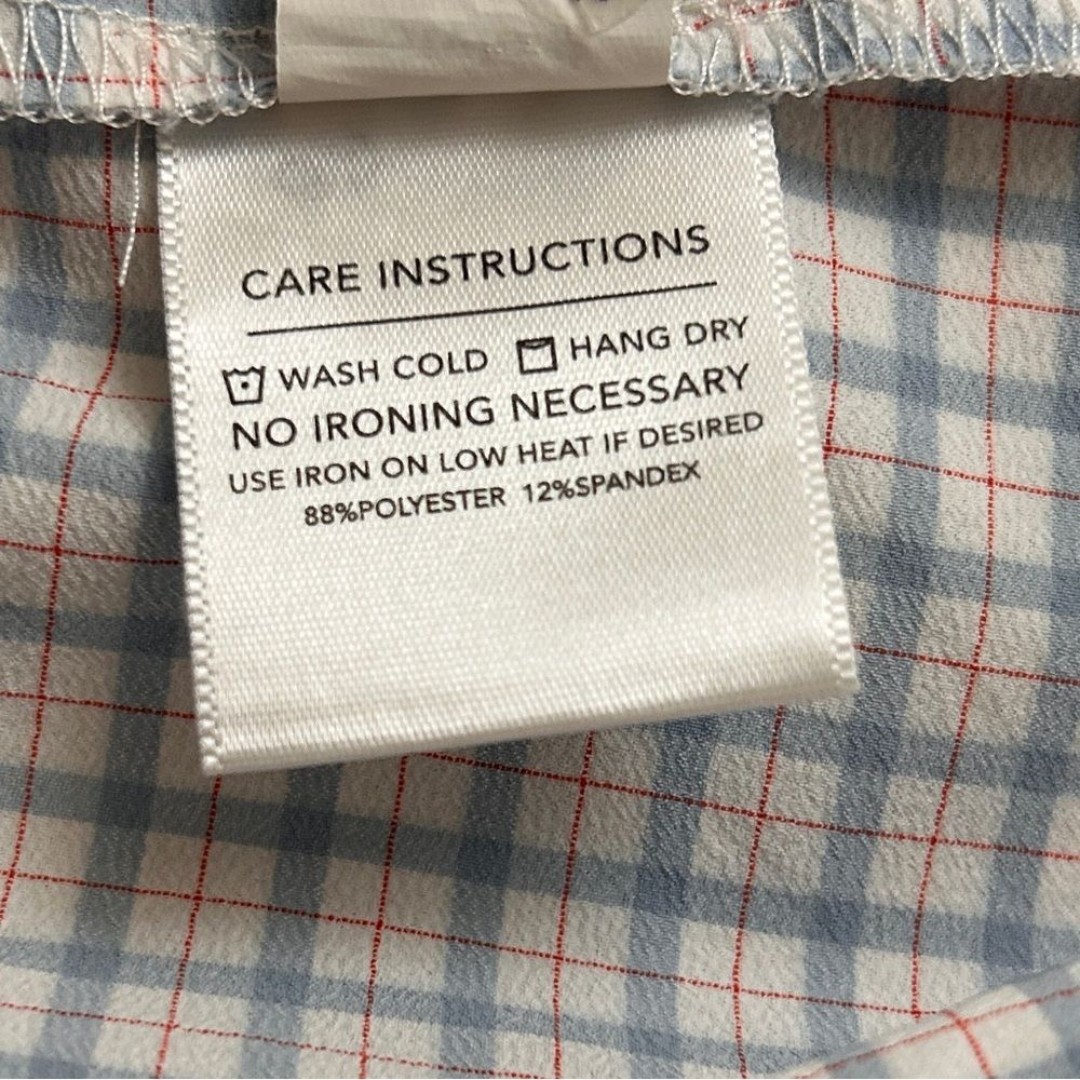 CARE INSTRUCTIONS
WASH COLD HANG DRY
NO IRONING NECESSARY
USE IRON ON LOW HEAT IF DESIRED
88%POLYESTER 12%SPANDEX